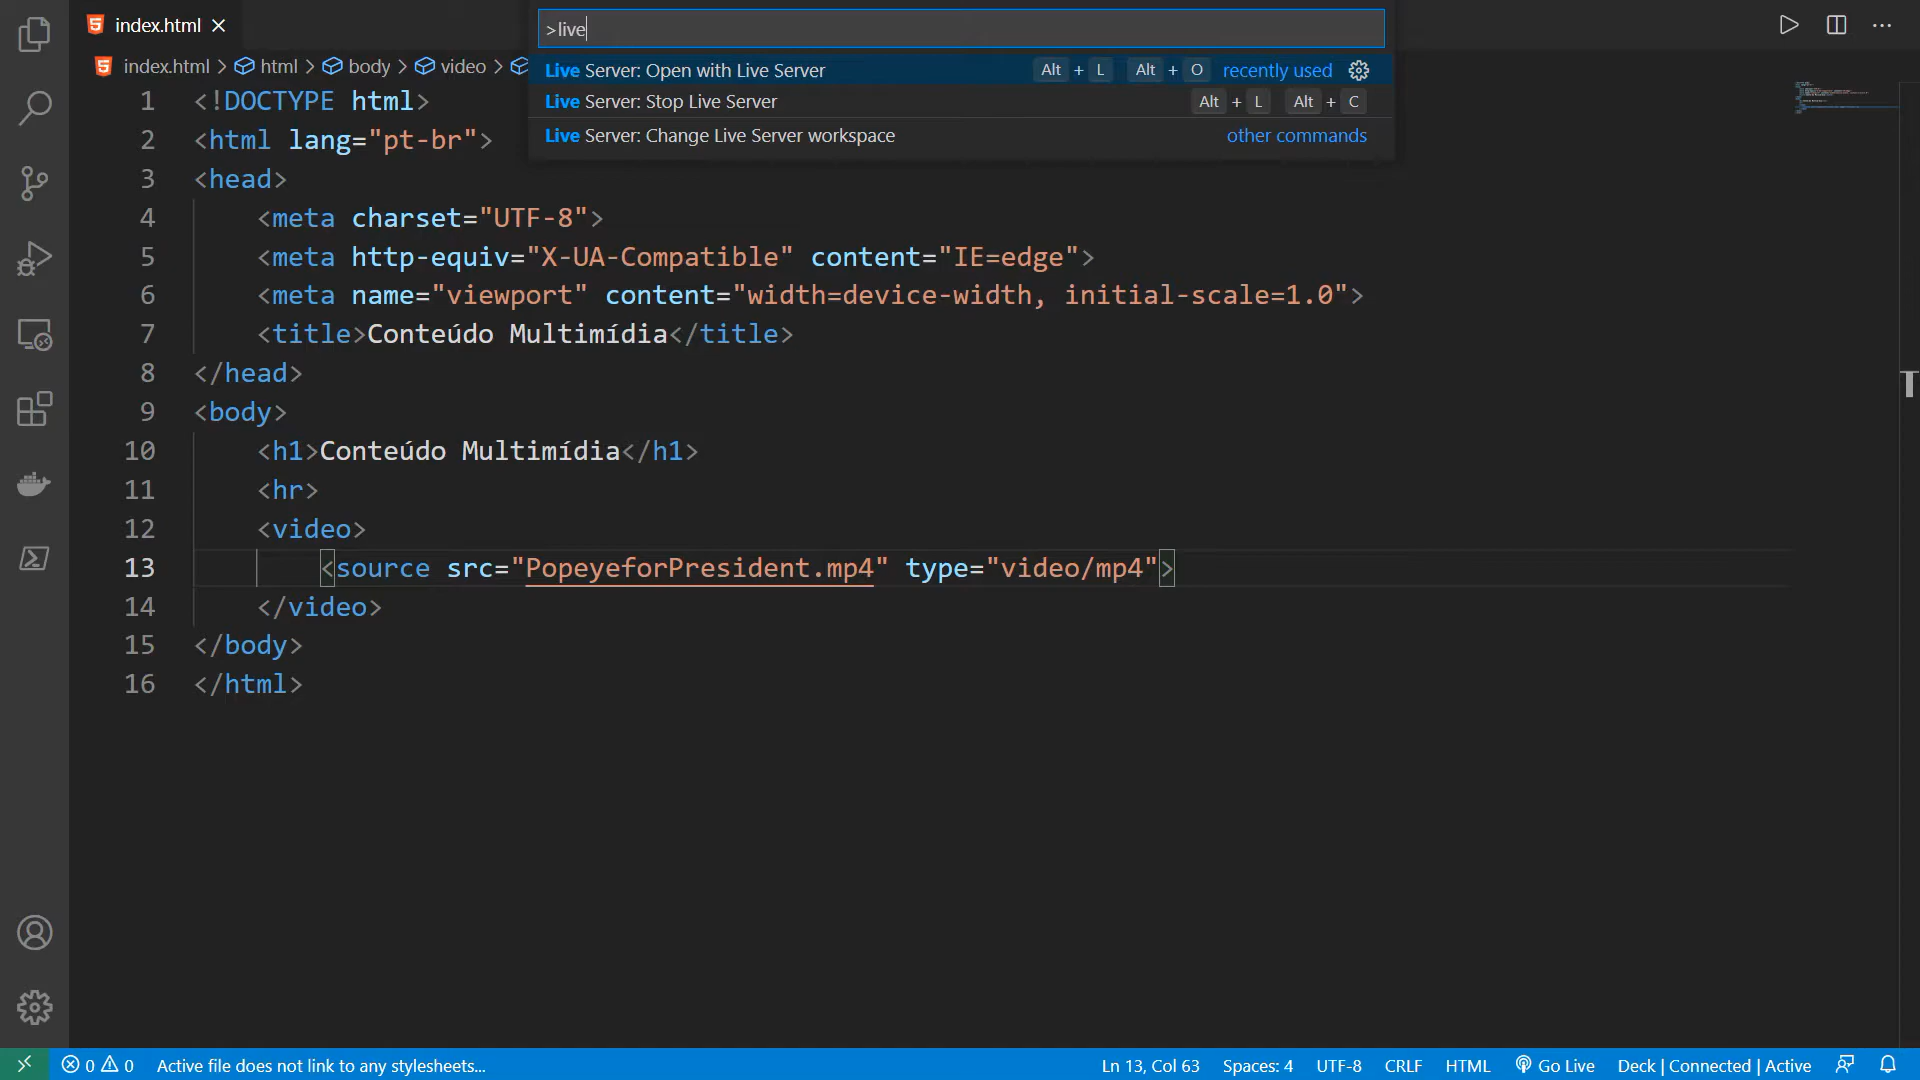 index.html
>live
index.html > html > body > video >
Live Server: Open with Live Server Alt + L Alt + O recently used
Live Server: Stop Live Server Alt + L Alt + C
Live Server: Change Live Server workspace other commands
1 <!DOCTYPE html>
2 <html lang="pt-br">
3 <head>
4 <meta charset="UTF-8">
5 <meta http-equiv="X-UA-Compatible" content="IE=edge">
6 <meta name="viewport" content="width=device-width, initial-scale=1.0">
7 <title>Conteúdo Multimídia</title>
8 </head>
9 <body>
10 <h1>Conteúdo Multimídia</h1>
11 <hr>
12 <video>
13 <source src="PopeyeforPresident.mp4" type="video/mp4">
14 </video>
15 </body>
16 </html>
0 0 Active file does not link to any stylesheets... Ln 13, Col 63 Spaces: 4 UTF-8 CRLF HTML Go Live Deck | Connected | Active